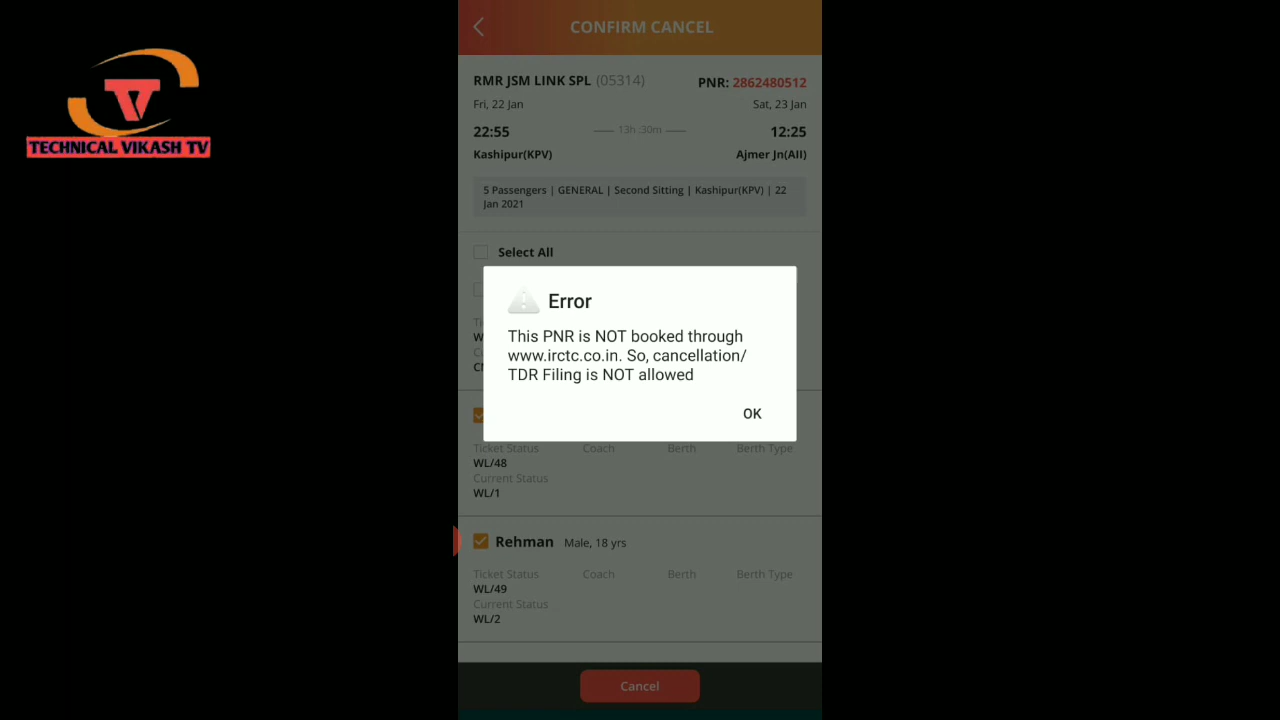 CONFIRM CANCEL
TV
TECHNICAL VIKASH TV
RMR JSM LINK SPL (05314) PNR: 2862480512
Fri, 22 Jan Sat, 23 Jan
22:55 13h :30m 12:25
Kashipur(KPV) Ajmer Jn(AII)
5 Passengers | GENERAL | Second Sitting | Kashipur(KPV) | 22
Jan 2021
Select All
Error
This PNR is NOT booked through
www.irctc.co.in. So, cancellation/
TDR Filing is NOT allowed
OK
Ticket Status Coach Berth Berth Type
WL/48
Current Status
WL/1
Rehman Male, 18 yrs
Ticket Status Coach Berth Berth Type
WL/49
Current Status
WL/2
Cancel